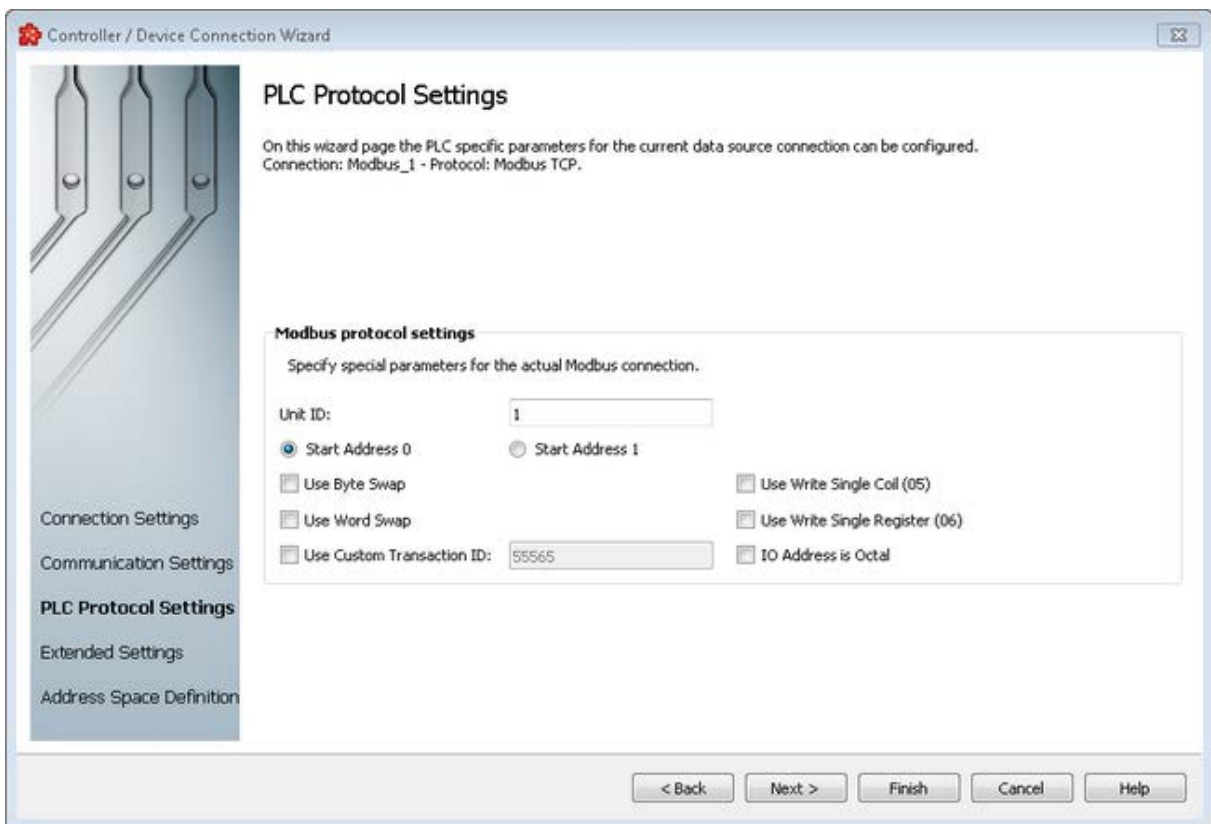 Controller / Device Connection Wizard
PLC Protocol Settings
On this wizard page the PLC specific parameters for the current data source connection can be configured.
Connection: Modbus_1 - Protocol: Modbus TCP.
Modbus protocol settings
Specify special parameters for the actual Modbus connection.
Unit ID: 1
Start Address 0 Start Address 1
Use Byte Swap Use Write Single Coil (05)
Use Word Swap Use Write Single Register (06)
Use Custom Transaction ID: 55565 IO Address is Octal
Connection Settings
Communication Settings
PLC Protocol Settings
Extended Settings
Address Space Definition
< Back Next > Finish Cancel Help